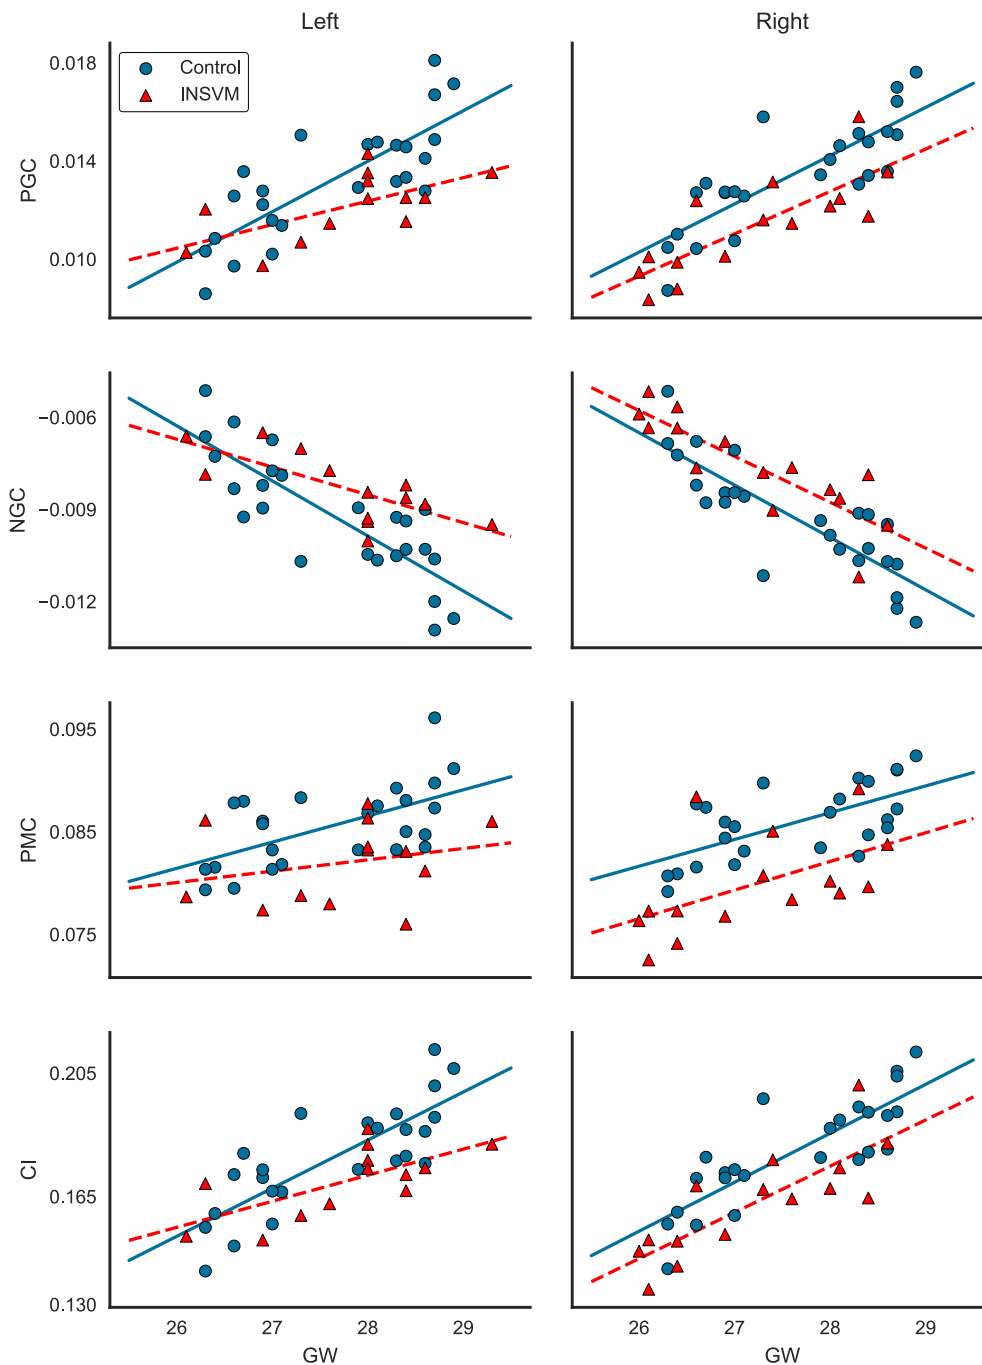 Left
Right
PGC
0.018
0.014
0.010
Control
INSVM
NGC
−0.006
−0.009
−0.012
PMC
0.095
0.085
0.075
CI
0.205
0.165
0.130
26 27 28 29
GW
26 27 28 29
GW